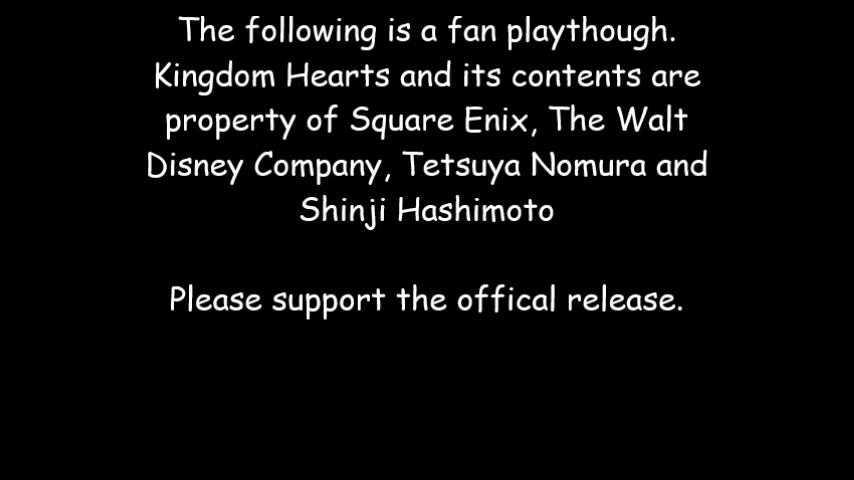 The following is a fan playthough.
Kingdom Hearts and its contents are
property of Square Enix, The Walt
Disney Company, Tetsuya Nomura and
Shinji Hashimoto
Please support the offical release.